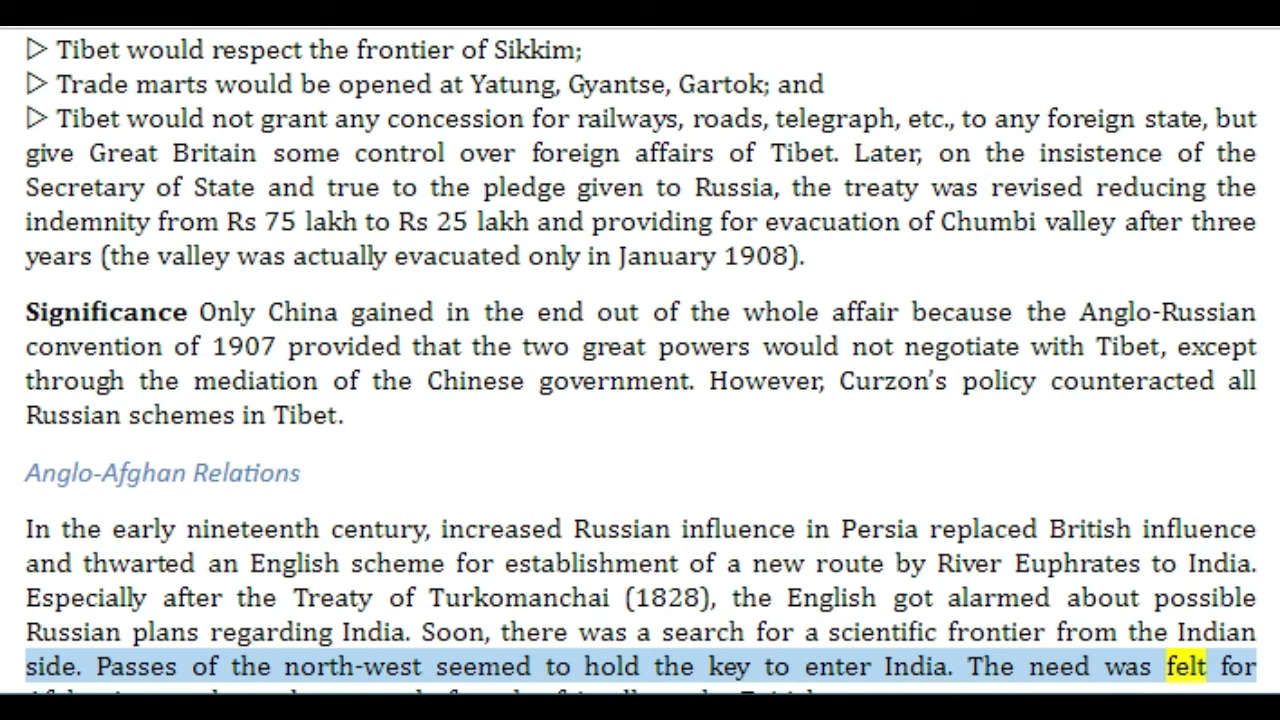 ▷ Tibet would respect the frontier of Sikkim;
▷ Trade marts would be opened at Yatung, Gyantse, Gartok; and
▷ Tibet would not grant any concession for railways, roads, telegraph, etc., to any foreign state, but
give Great Britain some control over foreign affairs of Tibet. Later, on the insistence of the
Secretary of State and true to the pledge given to Russia, the treaty was revised reducing the
indemnity from Rs 75 lakh to Rs 25 lakh and providing for evacuation of Chumbi valley after three
years (the valley was actually evacuated only in January 1908).
Significance Only China gained in the end out of the whole affair because the Anglo-Russian
convention of 1907 provided that the two great powers would not negotiate with Tibet, except
through the mediation of the Chinese government. However, Curzon’s policy counteracted all
Russian schemes in Tibet.
Anglo-Afghan Relations
In the early nineteenth century, increased Russian influence in Persia replaced British influence
and thwarted an English scheme for establishment of a new route by River Euphrates to India.
Especially after the Treaty of Turkomanchai (1828), the English got alarmed about possible
Russian plans regarding India. Soon, there was a search for a scientific frontier from the Indian
side. Passes of the north-west seemed to hold the key to enter India. The need was felt for